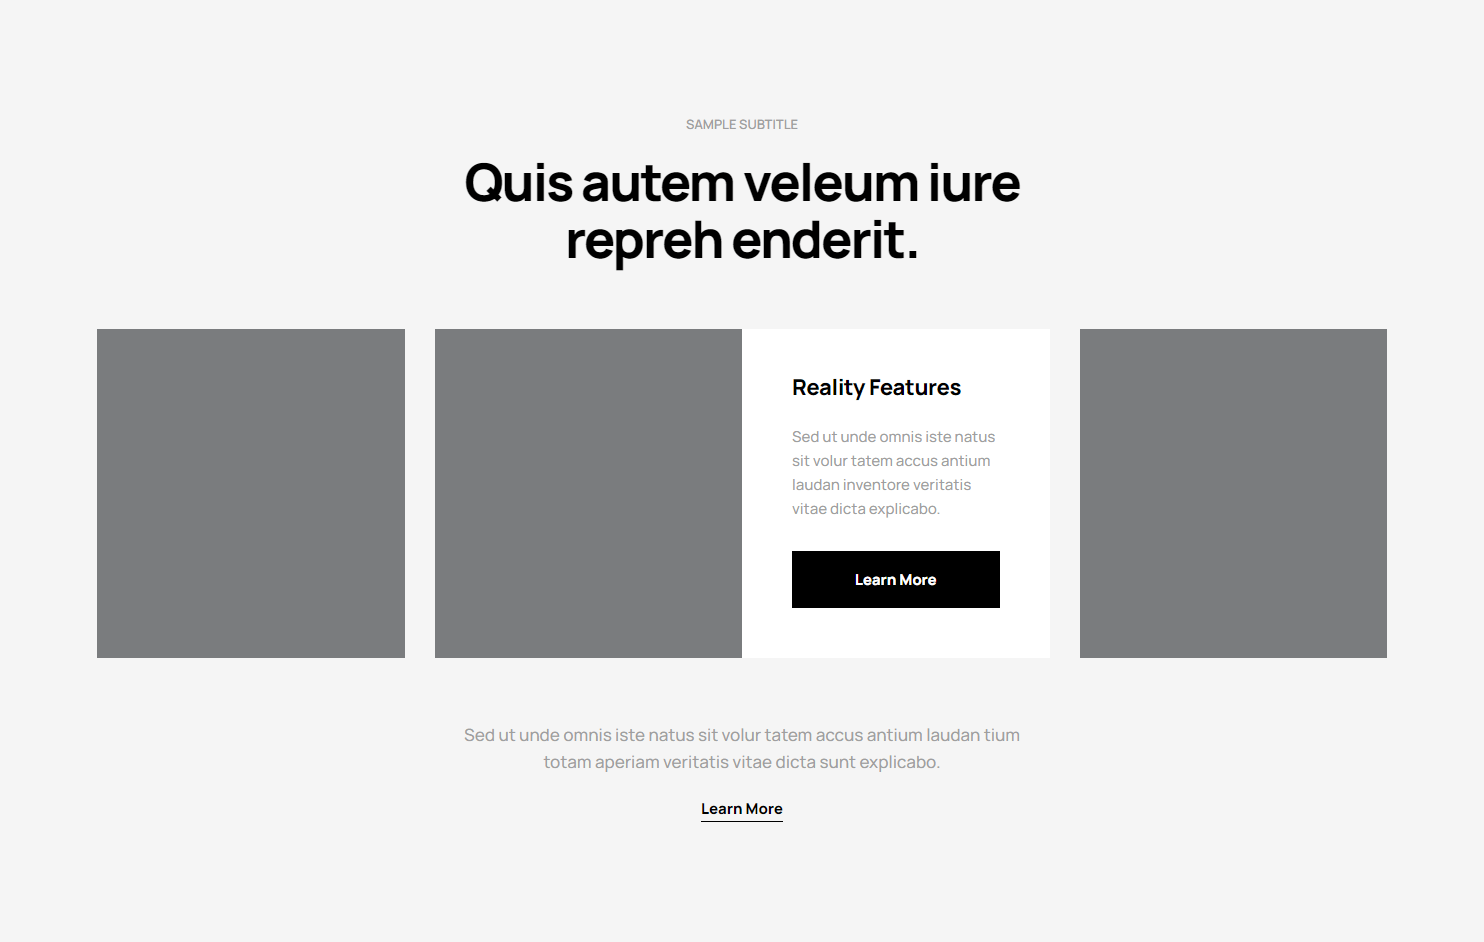 SAMPLE SUBTITLE
Quis autem veleum iure
repreh enderit.
Reality Features
Sed ut unde omnis iste natus
sit volur tatem accus antium
laudan inventore veritatis
vitae dicta explicabo.
Learn More
Sed ut unde omnis iste natus sit volur tatem accus antium laudan tium
totam aperiam veritatis vitae dicta sunt explicabo.
Learn More